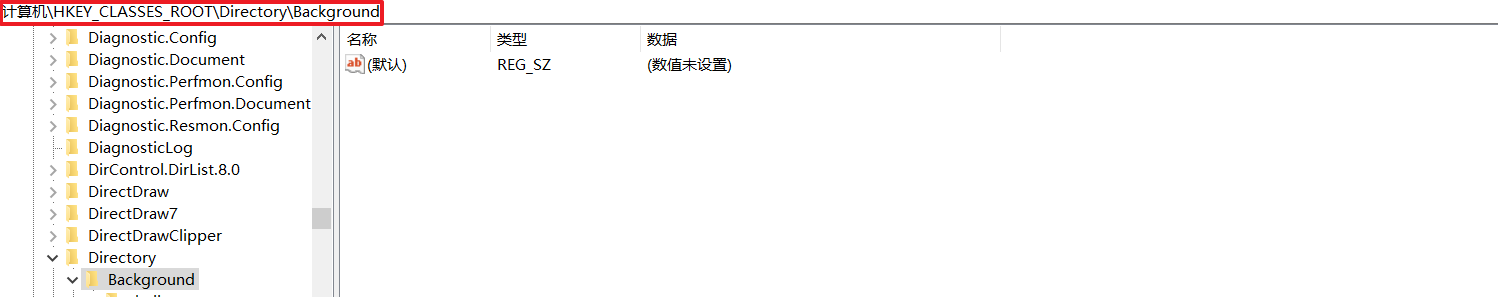 计算机\HKEY_CLASSES_ROOT\Directory\Background
Diagnostic.Config
Diagnostic.Document
Diagnostic.Perfmon.Config
Diagnostic.Perfmon.Document
Diagnostic.Resmon.Config
DiagnosticLog
DirControl.DirList.8.0
DirectDraw
DirectDraw7
DirectDrawClipper
Directory
Background
名称 类型 数据
ab (默认) REG_SZ (数值未设置)